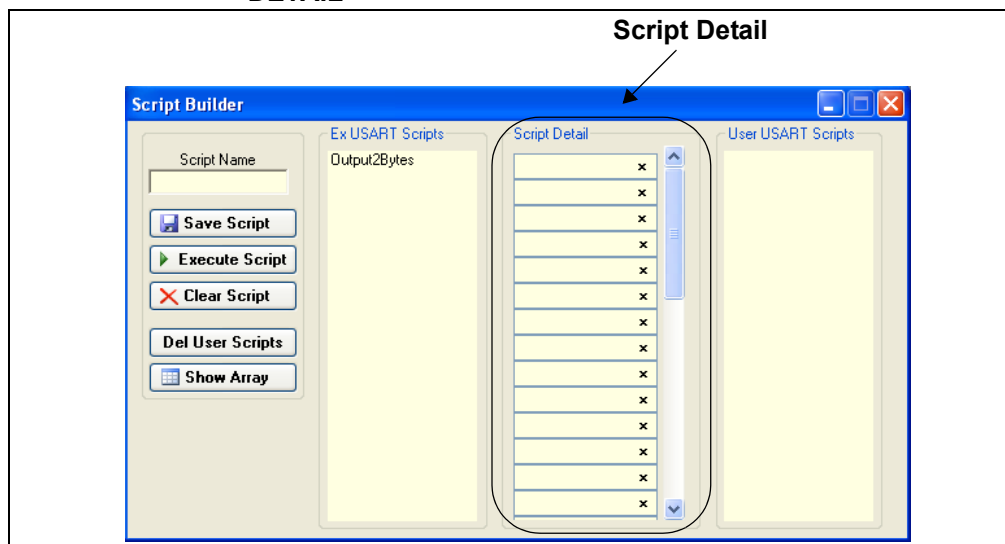 DETAIL
Script Detail
Script Builder
Script Name
Save Script
Execute Script
Clear Script
Del User Scripts
Show Array
Ex USART Scripts
Output2Bytes
Script Detail
x
x
x
x
x
x
x
x
x
x
x
x
x
x
User USART Scripts